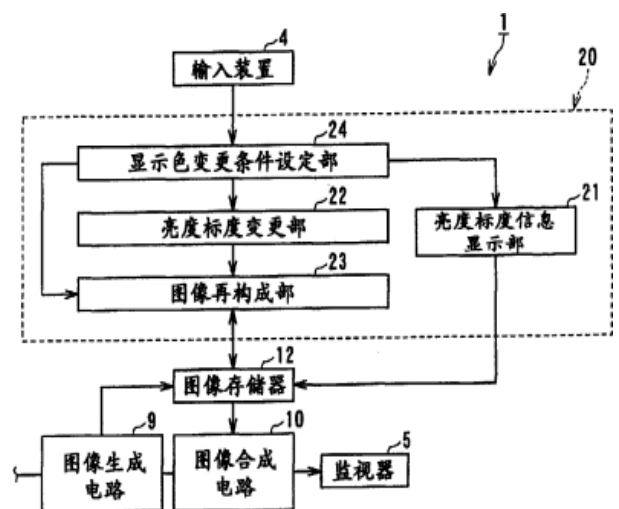 4
1
输入装置
20
24
显示色变更条件设定部
22
21
亮度标度变更部
亮度标度信息
显示部
23
图像再构成部
12
图像存储器
9
10
5
图像生成
电路
图像合成
电路
监视器